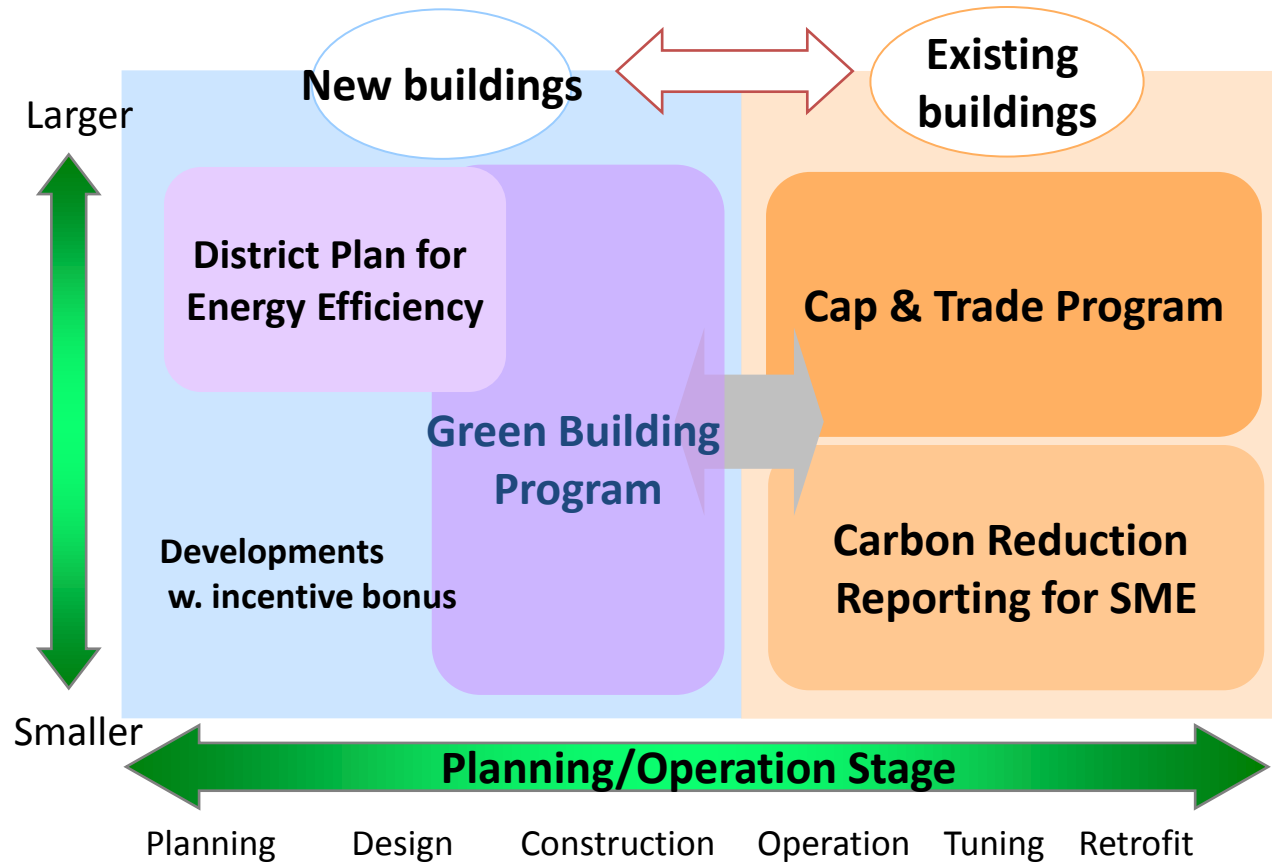 New buildings
Existing
buildings
Larger
District Plan for
Energy Efficiency
Cap & Trade Program
Green Building
Program
Developments
w. incentive bonus
Carbon Reduction
Reporting for SME
Smaller
Planning/Operation Stage
Planning Design Construction Operation Tuning Retrofit